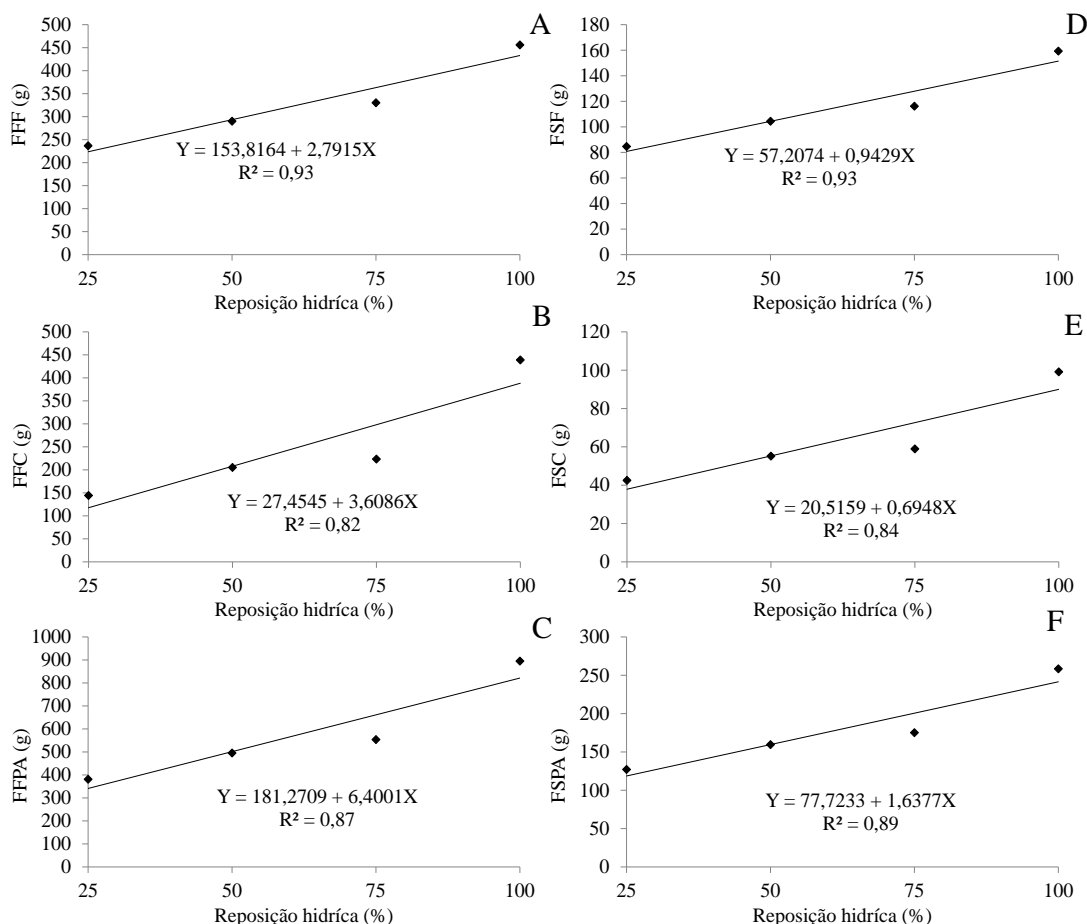 A
FFF (g)
500
450
400
350
300
250
200
150
100
50
0
Y = 153,8164 + 2,7915X
R² = 0,93
25 50 75 100
Reposição hidríca (%)
D
FSF (g)
180
160
140
120
100
80
60
40
20
0
Y = 57,2074 + 0,9429X
R² = 0,93
25 50 75 100
Reposição hidríca (%)
B
FFC (g)
500
450
400
350
300
250
200
150
100
50
0
Y = 27,4545 + 3,6086X
R² = 0,82
25 50 75 100
Reposição hidríca (%)
E
FSC (g)
120
100
80
60
40
20
0
Y = 20,5159 + 0,6948X
R² = 0,84
25 50 75 100
Reposição hidríca (%)
C
FFPA (g)
1000
900
800
700
600
500
400
300
200
100
0
Y = 181,2709 + 6,4001X
R² = 0,87
25 50 75 100
Reposição hidríca (%)
F
FSPA (g)
300
250
200
150
100
50
0
Y = 77,7233 + 1,6377X
R² = 0,89
25 50 75 100
Reposição hidríca (%)